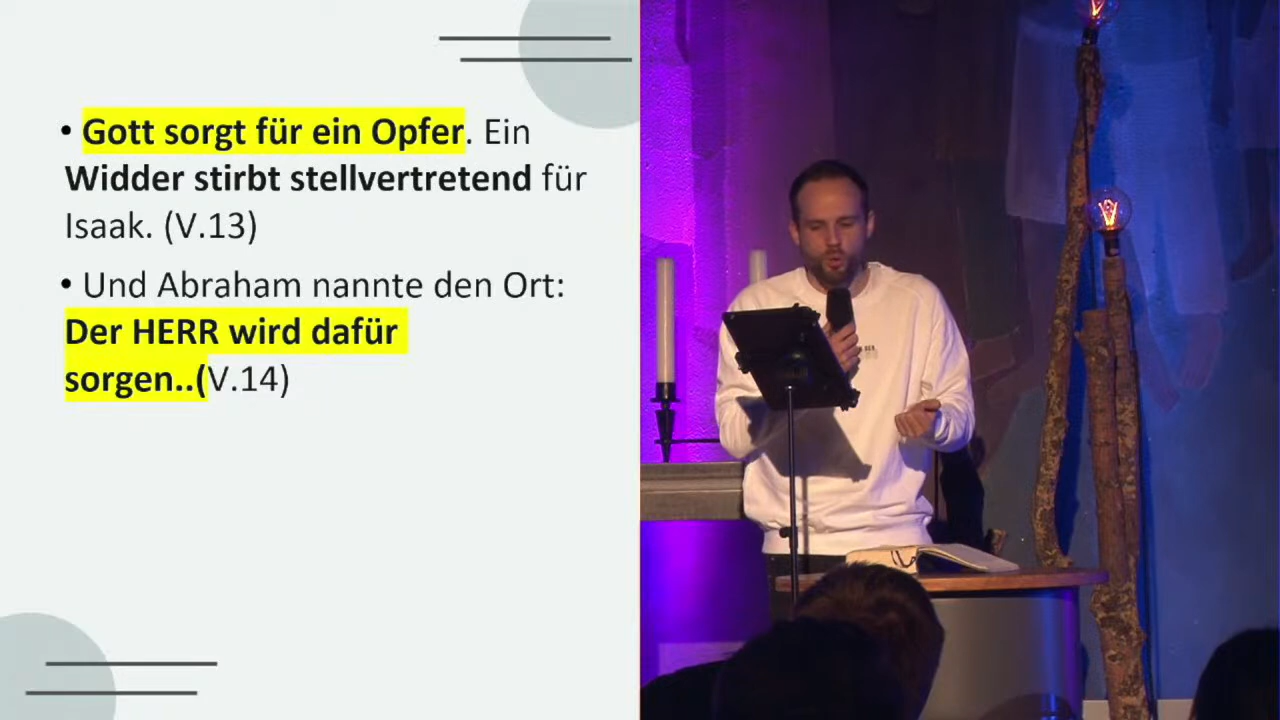 • Gott sorgt für ein Opfer. Ein
Widder stirbt stellvertretend für
Isaak. (V.13)
• Und Abraham nannte den Ort:
Der HERR wird dafür
sorgen..(V.14)